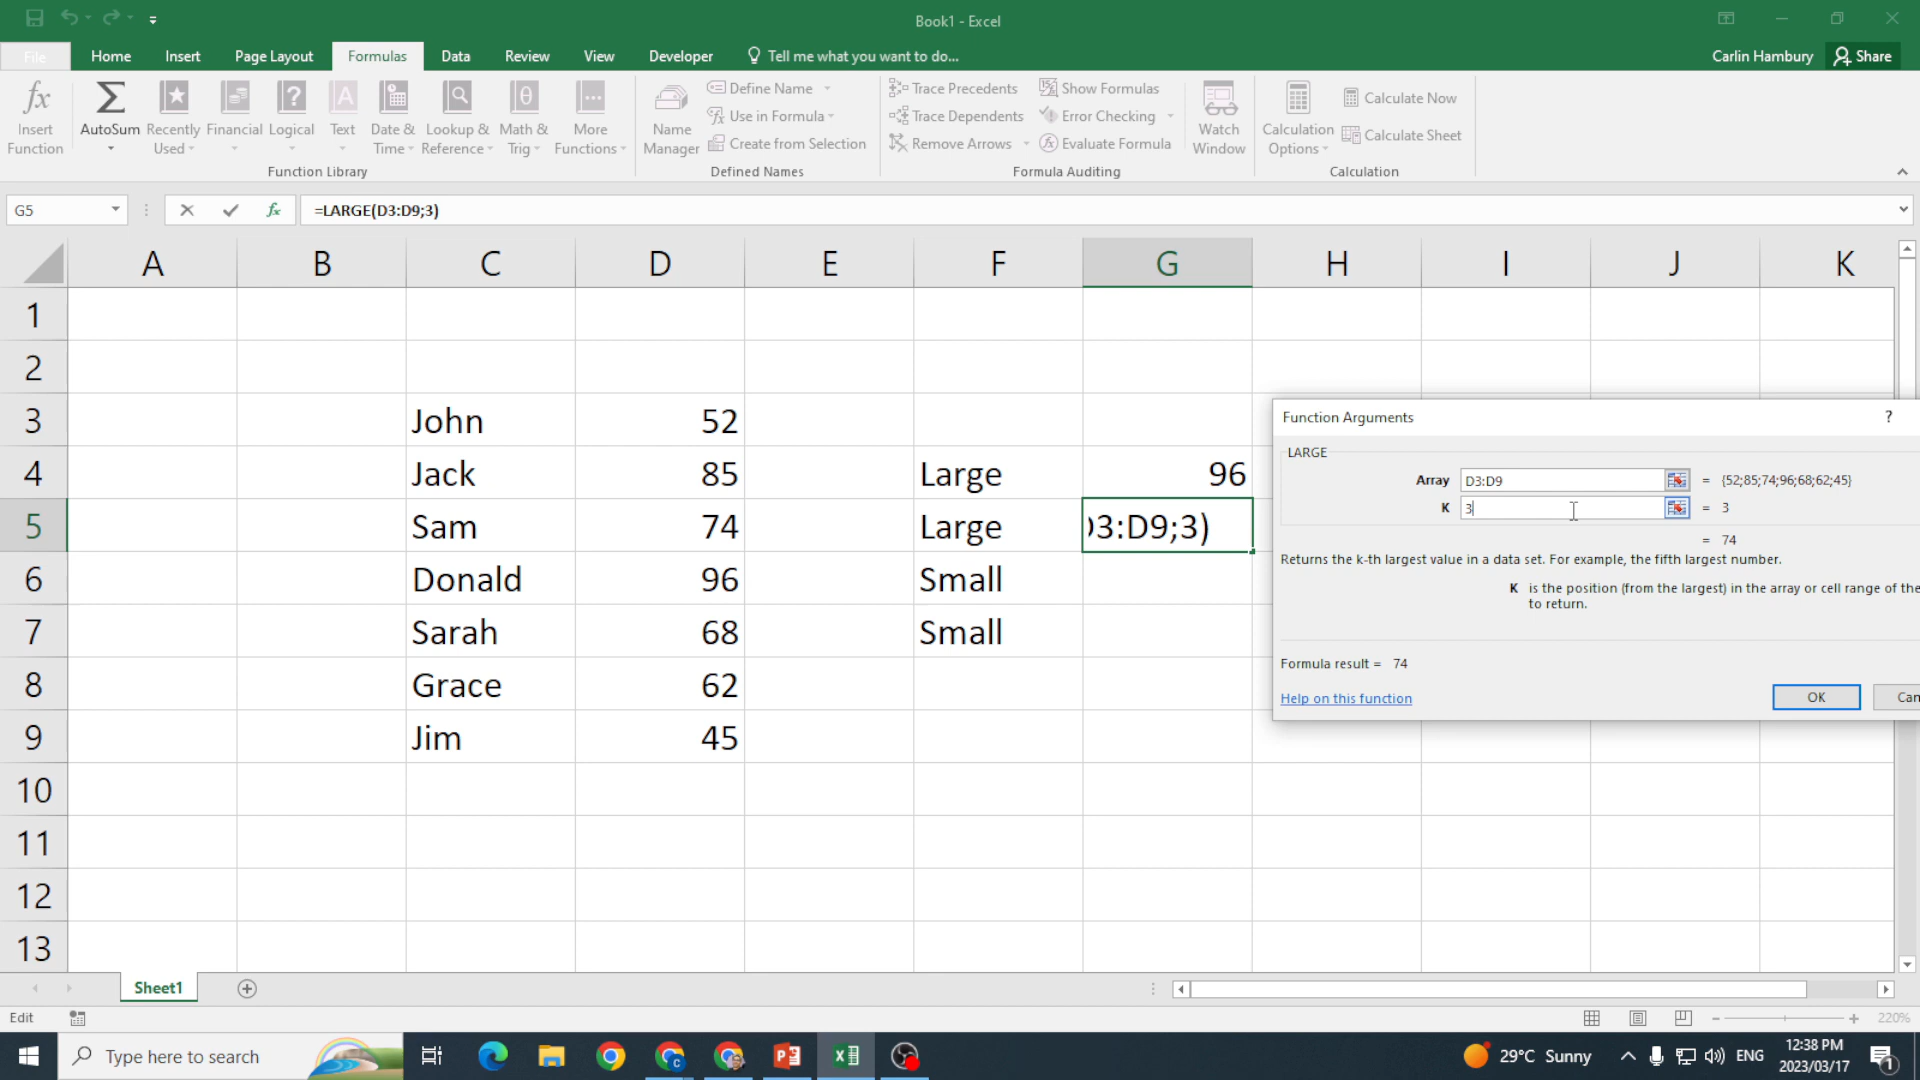 Book1 - Excel
File Home Insert Page Layout Formulas Data Review View Developer Tell me what you want to do... Carlin Hambury Share
Insert Function
AutoSum
Recently Used
Financial
Logical
Text
Date & Time
Lookup & Reference
Math & Trig
More Functions
Function Library
Name Manager
Define Name
Use in Formula
Create from Selection
Defined Names
Trace Precedents
Trace Dependents
Remove Arrows
Show Formulas
Error Checking
Evaluate Formula
Formula Auditing
Watch Window
Calculation Options
Calculate Now
Calculate Sheet
Calculation
G5 fx =LARGE(D3:D9;3)
A B C D E F G H I J K
1
2
3 John 52
4 Jack 85 Large 96
5 Sam 74 Large D3:D9;3)
6 Donald 96 Small
7 Sarah 68 Small
8 Grace 62
9 Jim 45
10
11
12
13
Function Arguments ?
LARGE
Array D3:D9 = {52;85;74;96;68;62;45}
K 3 = 3
= 74
Returns the k-th largest value in a data set. For example, the fifth largest number.
K is the position (from the largest) in the array or cell range of the
to return.
Formula result = 74
Help on this function OK Can
Sheet1
Edit 220%
Type here to search 29°C Sunny ENG 12:38 PM
2023/03/17 1